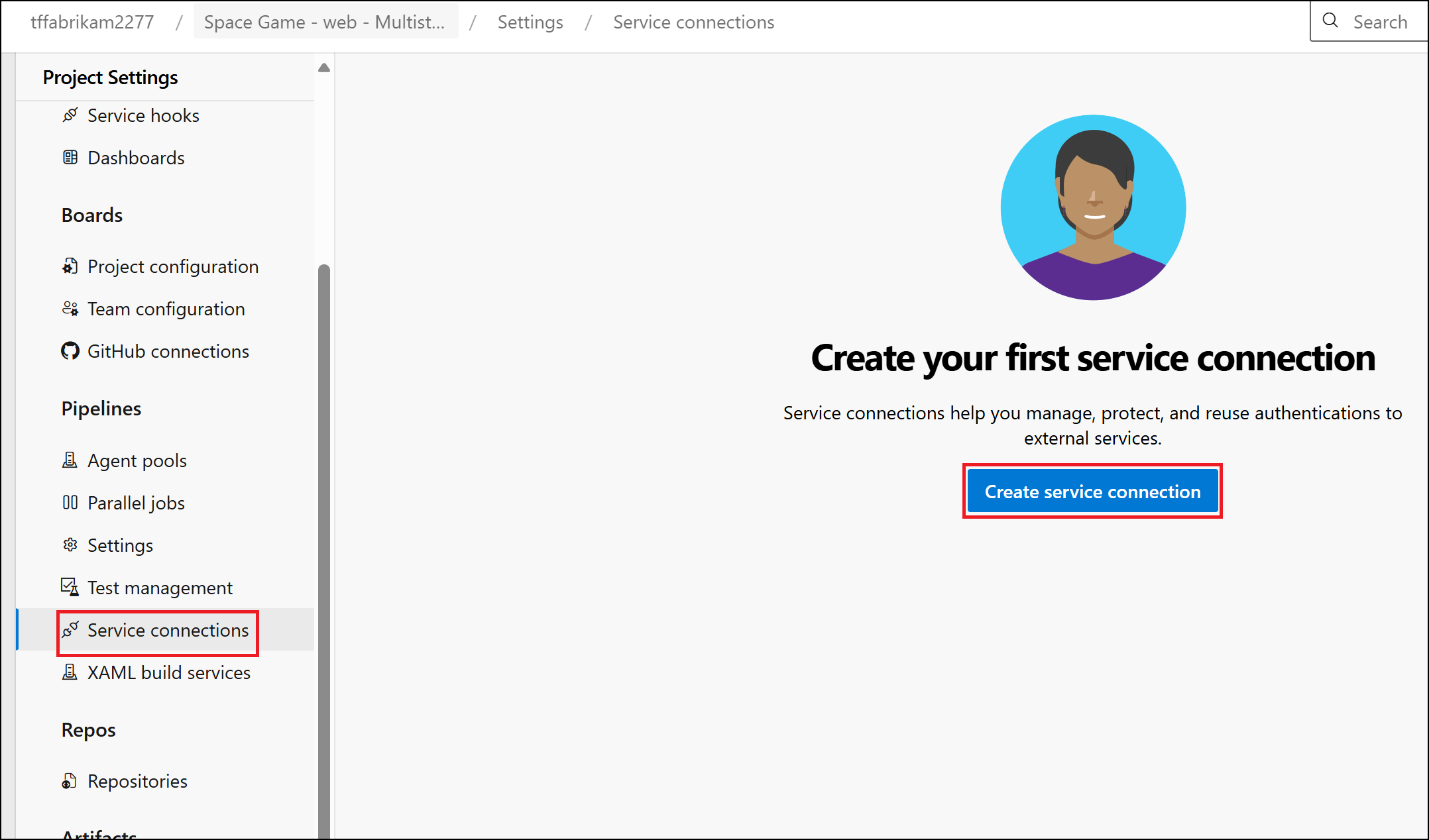 tffabrikam2277 / Space Game - web - Multist... / Settings / Service connections
Search
Project Settings
Service hooks
Dashboards
Boards
Project configuration
Team configuration
GitHub connections
Pipelines
Agent pools
Parallel jobs
Settings
Test management
Service connections
XAML build services
Repos
Repositories
Artifacts
Create your first service connection
Service connections help you manage, protect, and reuse authentications to
external services.
Create service connection